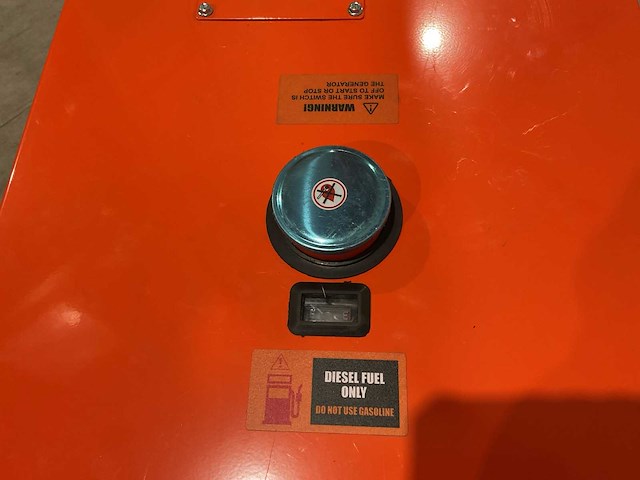 WARNING!
MAKE SURE THE SWITCH IS
OFF TO START OR STOP
THE GENERATOR
DIESEL FUEL
ONLY
DO NOT USE GASOLINE